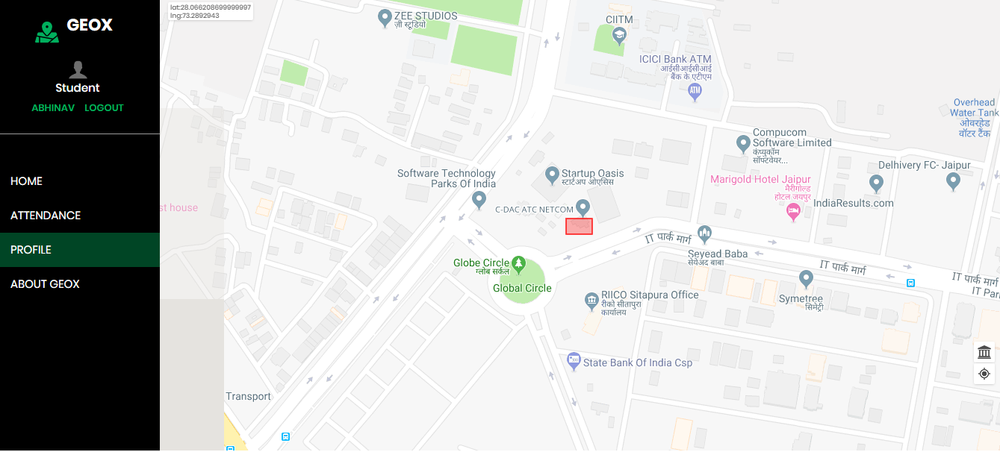 lat:28.066208699999997
lng:73.2892943
GEOX
Student
ABHINAV LOGOUT
HOME
ATTENDANCE
PROFILE
ABOUT GEOX
ZEE STUDIOS
ज़ी स्टूडियो
CIITM
ICICI Bank ATM
आईसीआईसीआई
बैंक के एटीएम
ATM
Overhead
Water Tank
ओवरहेड
वॉटर टैंक
Compucom
Software Limited
कंप्युकॉम
सॉफ्टवेयर...
Delhivery FC- Jaipur
Software Technology
Parks Of India
Startup Oasis
स्टार्टअप ओएसिस
Marigold Hotel Jaipur
मैरीगोल्ड
होटल जयपुर
IndiaResults.com
st house
C-DAC ATC NETCOM
IT पार्क मार्ग
Seyead Baba
सेयेअद बाबा
IT पार्क मार्ग
IT पार्क मार्ग
IT Par
Globe Circle
ग्लोब सर्कल
Global Circle
RIICO Sitapura Office
रीको सीतापुरा
कार्यालय
Symetree
सिमेट्री
State Bank Of India Csp
Transport